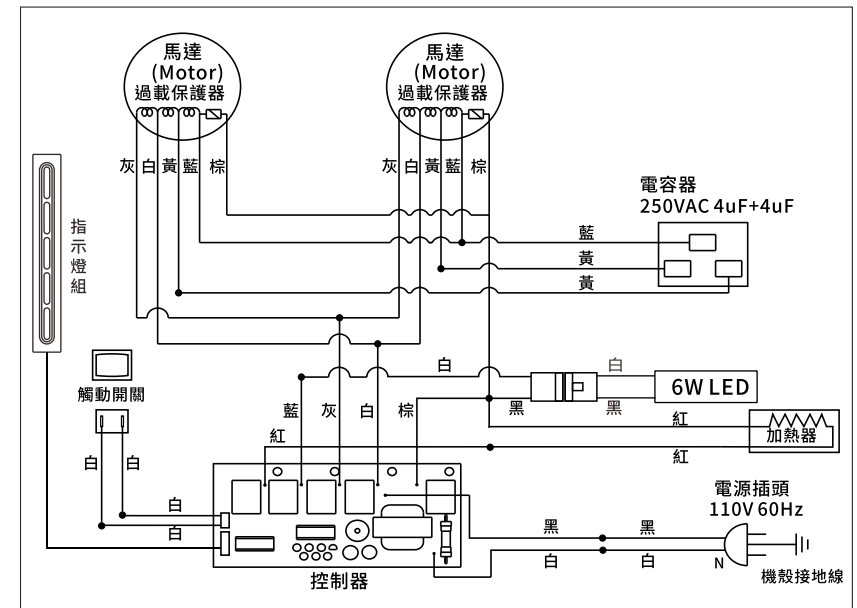 馬達
(Motor)
過載保護器
馬達
(Motor)
過載保護器
灰 白 黃 藍 棕
灰 白 黃 藍 棕
電容器
250VAC 4uF+4uF
指示燈組
藍
黃
黃
觸動開關
白
白
6W LED
黑
黑
藍
灰
白
棕
紅
紅
加熱器
紅
白
白
電源插頭
110V 60Hz
白
白
黑
黑
白
白
N
機殼接地線
控制器